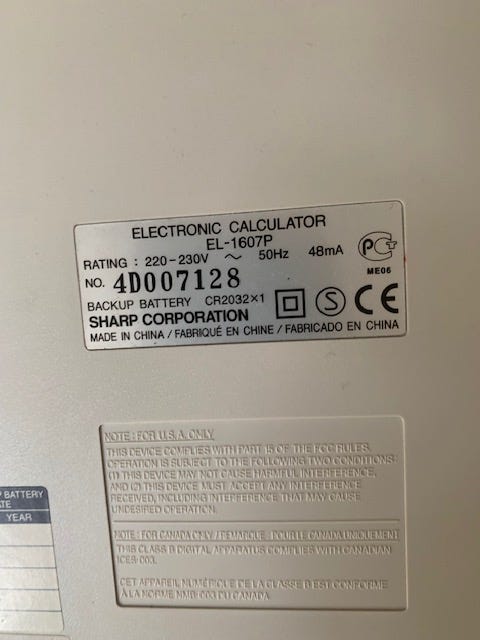 ELECTRONIC CALCULATOR
EL-1607P
RATING : 220-230V ~ 50Hz 48mA
ME06
NO. 4D007128
BACKUP BATTERY CR2032×1 S CE
SHARP CORPORATION
MADE IN CHINA / FABRIQUÉ EN CHINE / FABRICADO EN CHINA
NOTE : FOR U.S.A. ONLY
THIS DEVICE COMPLIES WITH PART 15 OF THE FCC RULES.
OPERATION IS SUBJECT TO THE FOLLOWING TWO CONDITIONS:
(1) THIS DEVICE MAY NOT CAUSE HARMFUL INTERFERENCE,
AND (2) THIS DEVICE MUST ACCEPT ANY INTERFERENCE
RECEIVED, INCLUDING INTERFERENCE THAT MAY CAUSE
UNDESIRED OPERATION.
NOTE : FOR CANADA ONLY / REMARQUE : POUR LE CANADA UNIQUEMENT
THIS CLASS B DIGITAL APPARATUS COMPLIES WITH CANADIAN
ICES-003.
CET APPAREIL NUMÉRIQUE DE LA CLASSE B EST CONFORME
À LA NORME NMB-003 DU CANADA.
BATTERY
YEAR